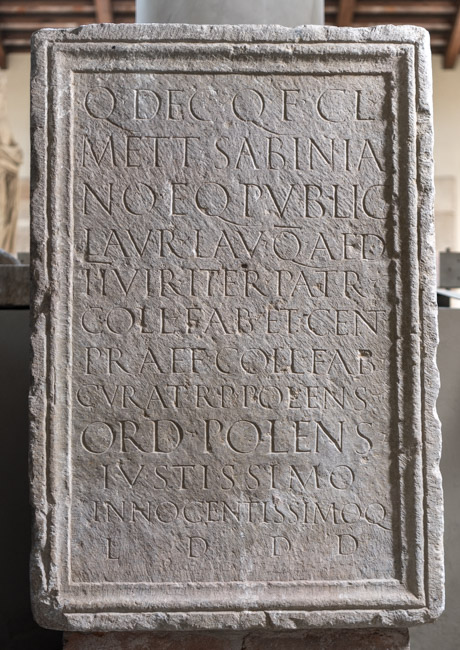 Q DEC Q F CL
METT SABINIA
NO EQ PVBLIC
LAVR LAV Q AED
IIVIR ITER PATR
COLL FAB ET CENT
PRAEF COLL FAB
CVRAT R P POLENS
ORD POLENS
IVSTISSIMO
INNOCENTISSIMOQ
L D D D